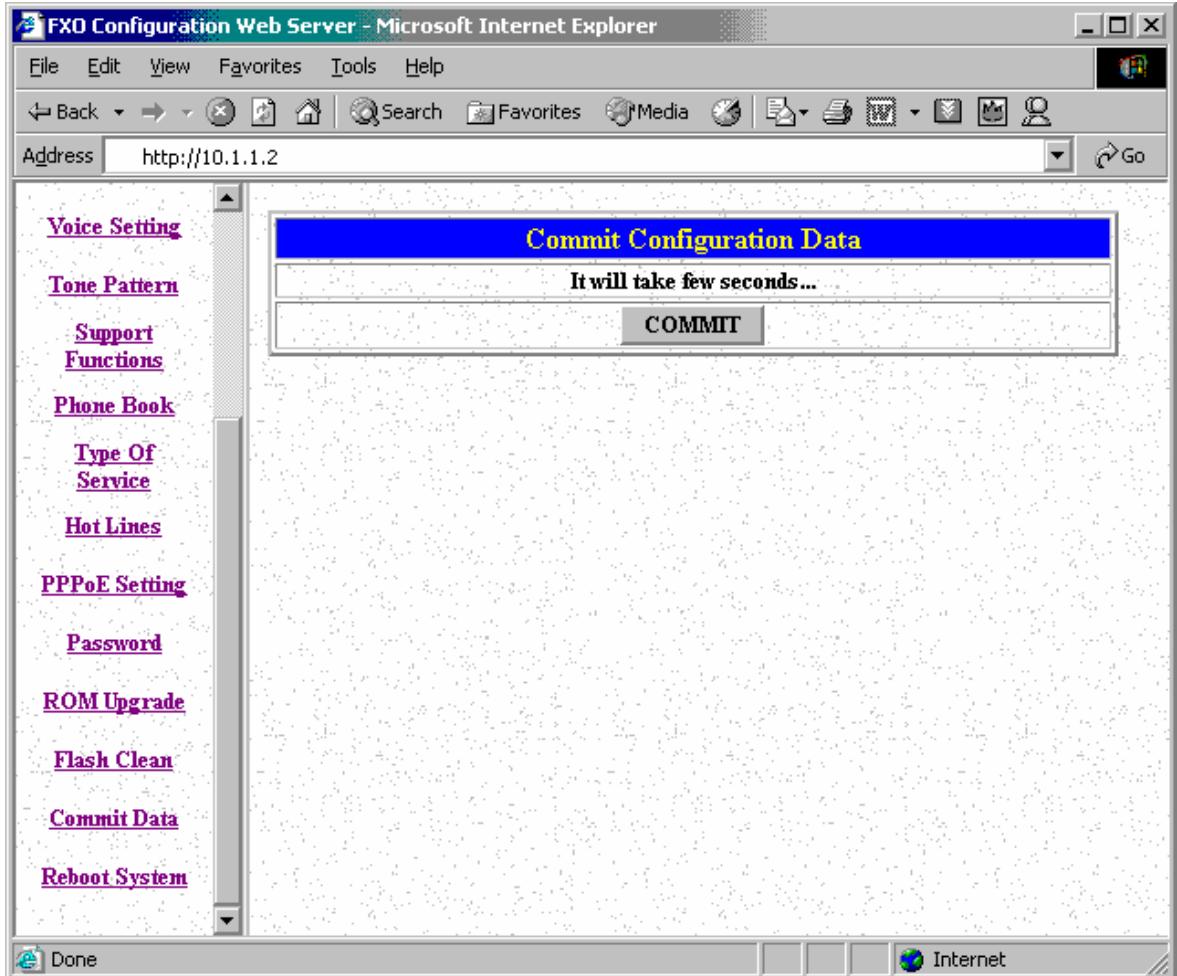 FXO Configuration Web Server - Microsoft Internet Explorer
File Edit View Favorites Tools Help
Back Search Favorites Media
Address http://10.1.1.2 Go
Voice Setting
Tone Pattern
Support
Functions
Phone Book
Type Of
Service
Hot Lines
PPPoE Setting
Password
ROM Upgrade
Flash Clean
Commit Data
Reboot System
Commit Configuration Data
It will take few seconds...
COMMIT
Done Internet